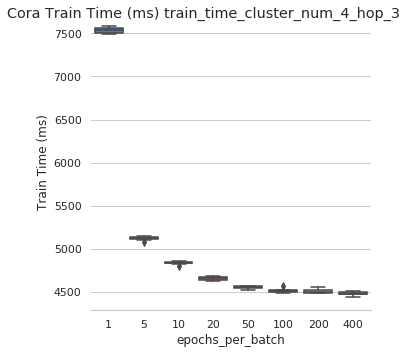 Cora Train Time (ms) train_time_cluster_num_4_hop_3
7500
7000
6500
6000
5500
5000
4500
Train Time (ms)
1 5 10 20 50 100 200 400
epochs_per_batch